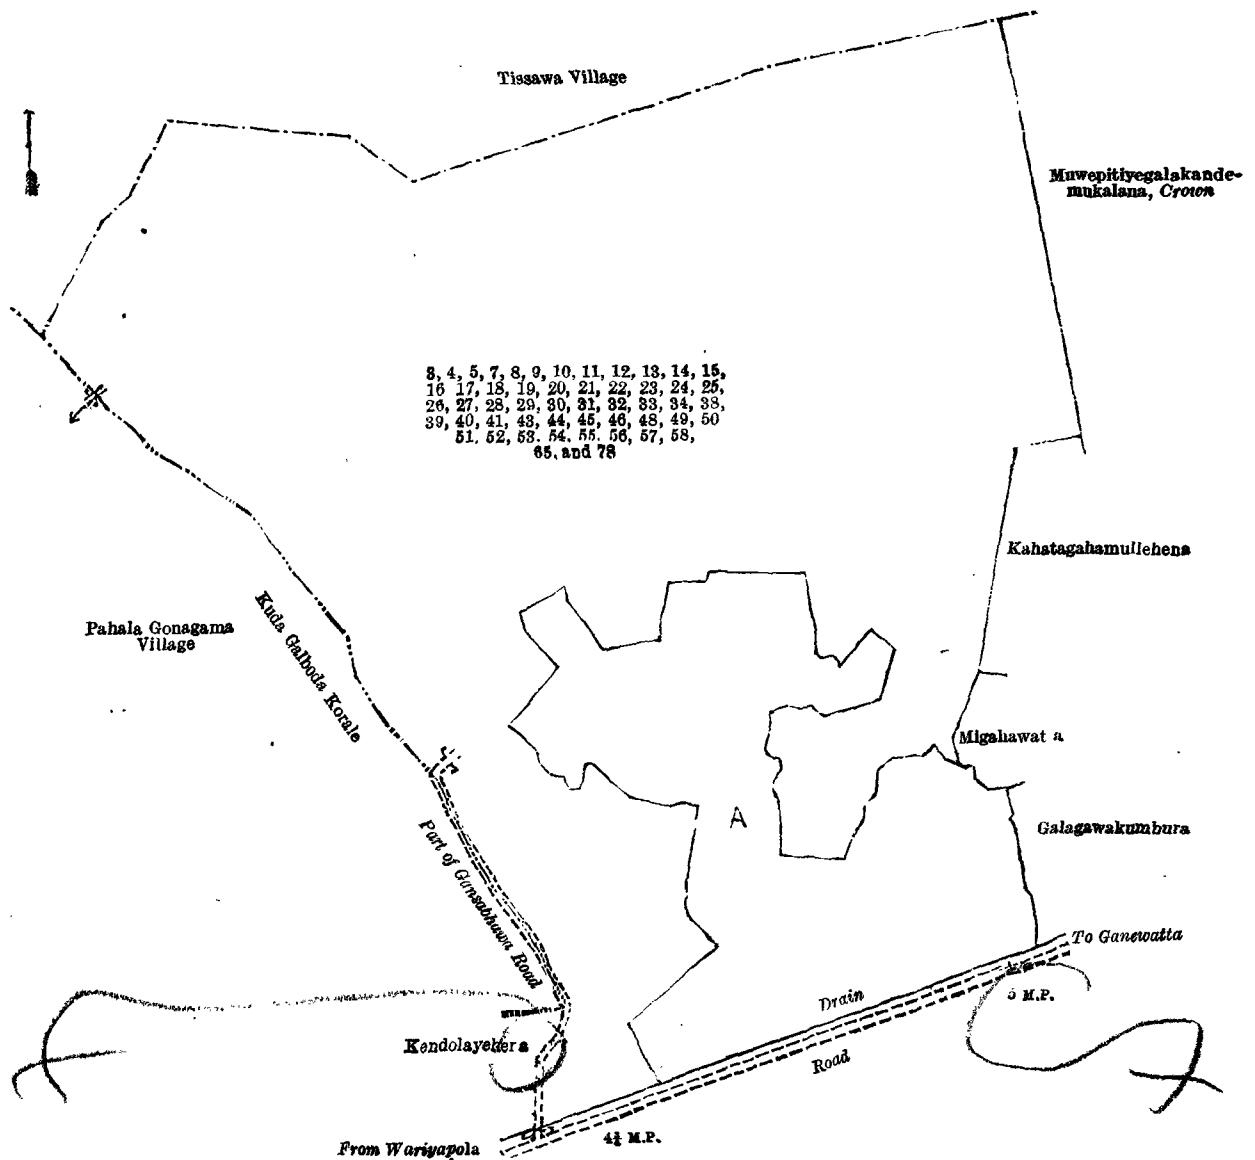 Tissawa Village
Muwepitiyegalakande-
mukalana, Crown
3, 4, 5, 7, 8, 9, 10, 11, 12, 13, 14, 15,
16 17, 18, 19, 20, 21, 22, 23, 24, 25,
26, 27, 28, 29, 30, 31, 32, 33, 34, 38,
39, 40, 41, 43, 44, 45, 46, 48, 49, 50
51, 52, 53, 54, 55, 56, 57, 58,
65, and 78
Kahatagahamullehena
Pahala Gonagama
Village
Kuda Galboda Korale
Migahawat a
A
Galagawakumbura
Part of Gansabhawa Road
To Ganewatta
5 M.P.
Drain
Kendolayehera
Road
4¾ M.P.
From Wariyapola